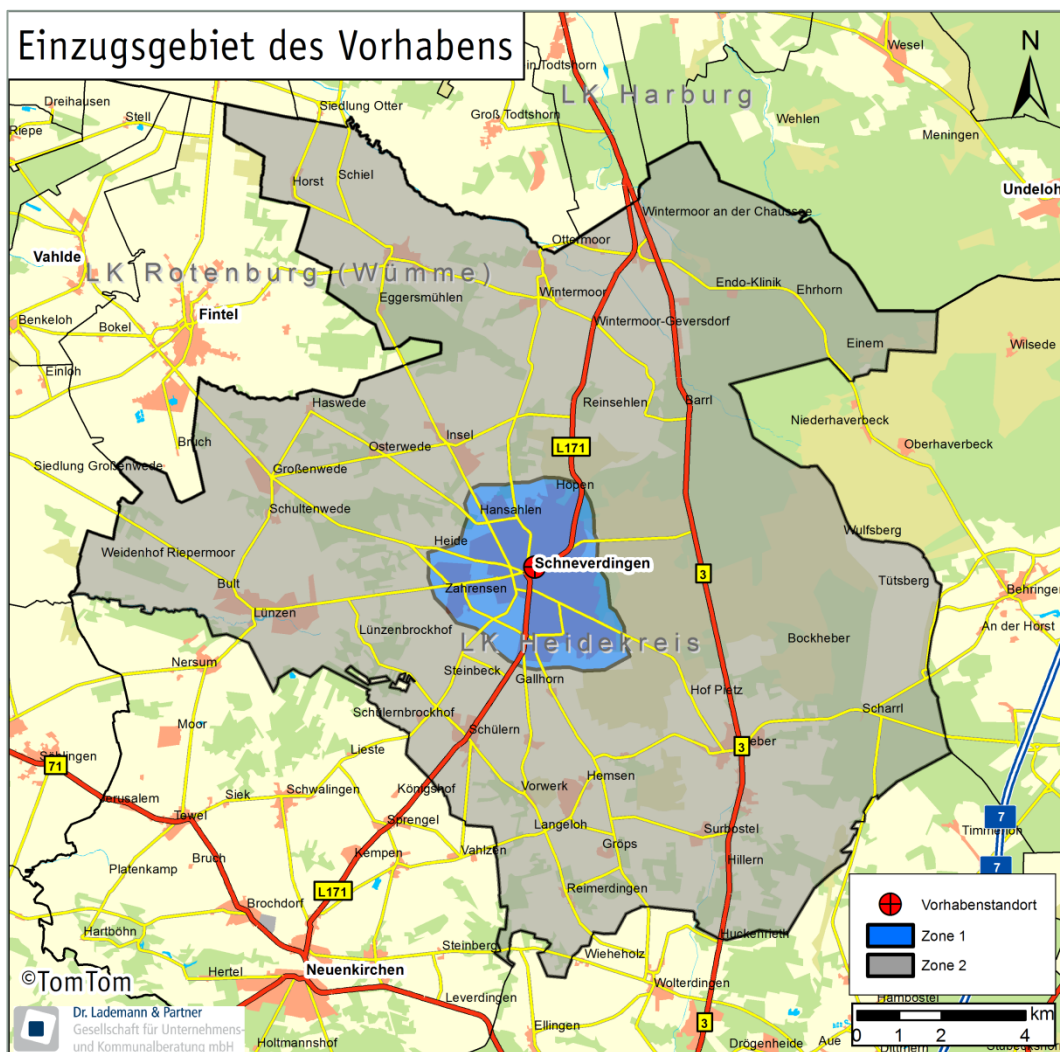 Einzugsgebiet des Vorhabens
N
Wesel
LK Harburg
in Todtshorn
Dreihausen
Siedlung Otter
Stell
Riepe
Groß Todtshorn
Wehlen
Meningen
Horst
Schiel
Undeloh
Wintermoor an der Chaussee
Vahlde
Ottermoor
LK Rotenburg (Wümme)
Eggersmühlen
Wintermoor
Endo-Klinik
Ehrhorn
Benkeloh
Bokel
Fintel
Wintermoor-Geversdorf
Einem
Wilsede
Einloh
Haswede
Reinsehlen
Barrl
Niederhaverbeck
Bruch
Osterwede
Insel
L171
Oberhaverbeck
Siedlung Großenwede
Großenwede
Hopen
Schultenwede
Hansahlen
Wulfsberg
Weidenhof
Riepermoor
Heide
Schneverdingen
3
Tütsberg
Bult
Zahrensen
Behringen
Lünzen
An der Horst
Lünzenbrockhof
LK Heidekreis
Bockheber
Nersum
Steinbeck
Gallhorn
Hof Pletz
Moor
Schülernbrockhof
Scharrl
Schülern
Lieste
3
eber
71
Hemsen
Jerusalem
Siek
Schwalingen
Königshof
Vorwerk
7
Tewel
Sprengel
Langeloh
Surbostel
Platenkamp
Bruch
Kempen
Vahlzen
Gröps
Hillern
7
L171
Reimerdingen
Brochdorf
Vorhabenstandort
Hartböhn
Huckenrieth
Zone 1
Steinberg
Wieheholz
Zone 2
Hertel
Neuenkirchen
©TomTom
Leverdingen
Wolterdingen
Hambostel
km
Dr. Lademann & Partner
Gesellschaft für Unternehmens-
und Kommunalberatung mbH
3
0 1 2 4
Ellingen
Holtmannshof
Drögenheide
Aue